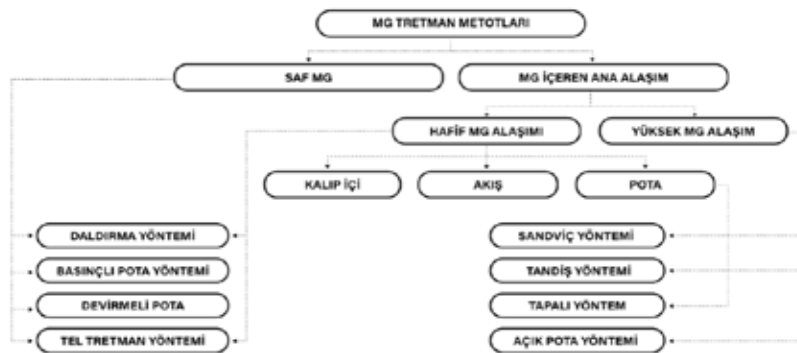 MG TRETMAN METOTLARI
SAF MG
MG İÇEREN ANA ALAŞIM
HAFİF MG ALAŞIMI
YÜKSEK MG ALAŞIM
KALIP İÇİ
AKIŞ
POTA
DALDIRMA YÖNTEMİ
SANDVİÇ YÖNTEMİ
BASINÇLI POTA YÖNTEMİ
TANDİŞ YÖNTEMİ
DEVİRMELİ POTA
TAPALI YÖNTEM
TEL TRETMAN YÖNTEMİ
AÇIK POTA YÖNTEMİ